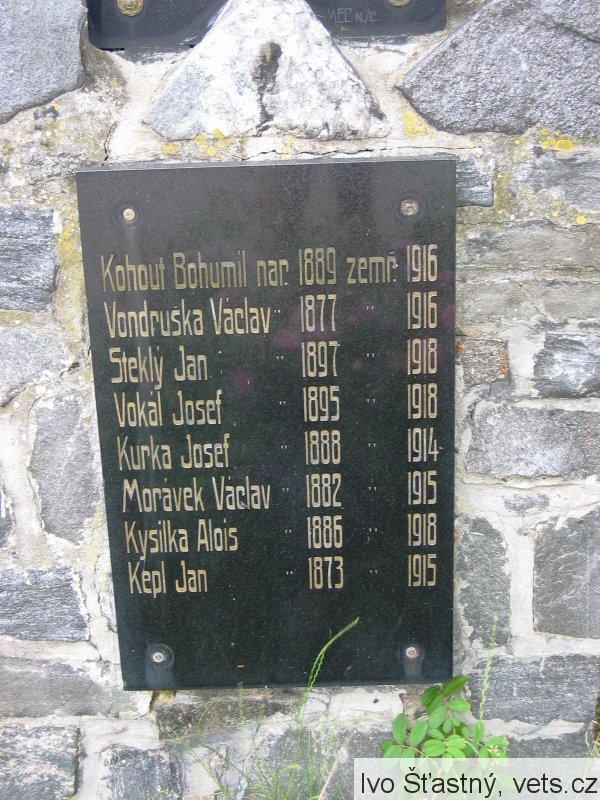 MEC n/c.
Kohout Bohumil nar. 1889 zemř. 1916
Vondruška Václav " 1877 " 1916
Steklý Jan " 1897 " 1918
Vokál Josef " 1895 " 1918
Kurka Josef " 1888 " 1914
Morávek Václav " 1882 " 1915
Kysilka Alois " 1886 " 1918
Kepl Jan " 1873 " 1915
Ivo Šťastný, vets.cz